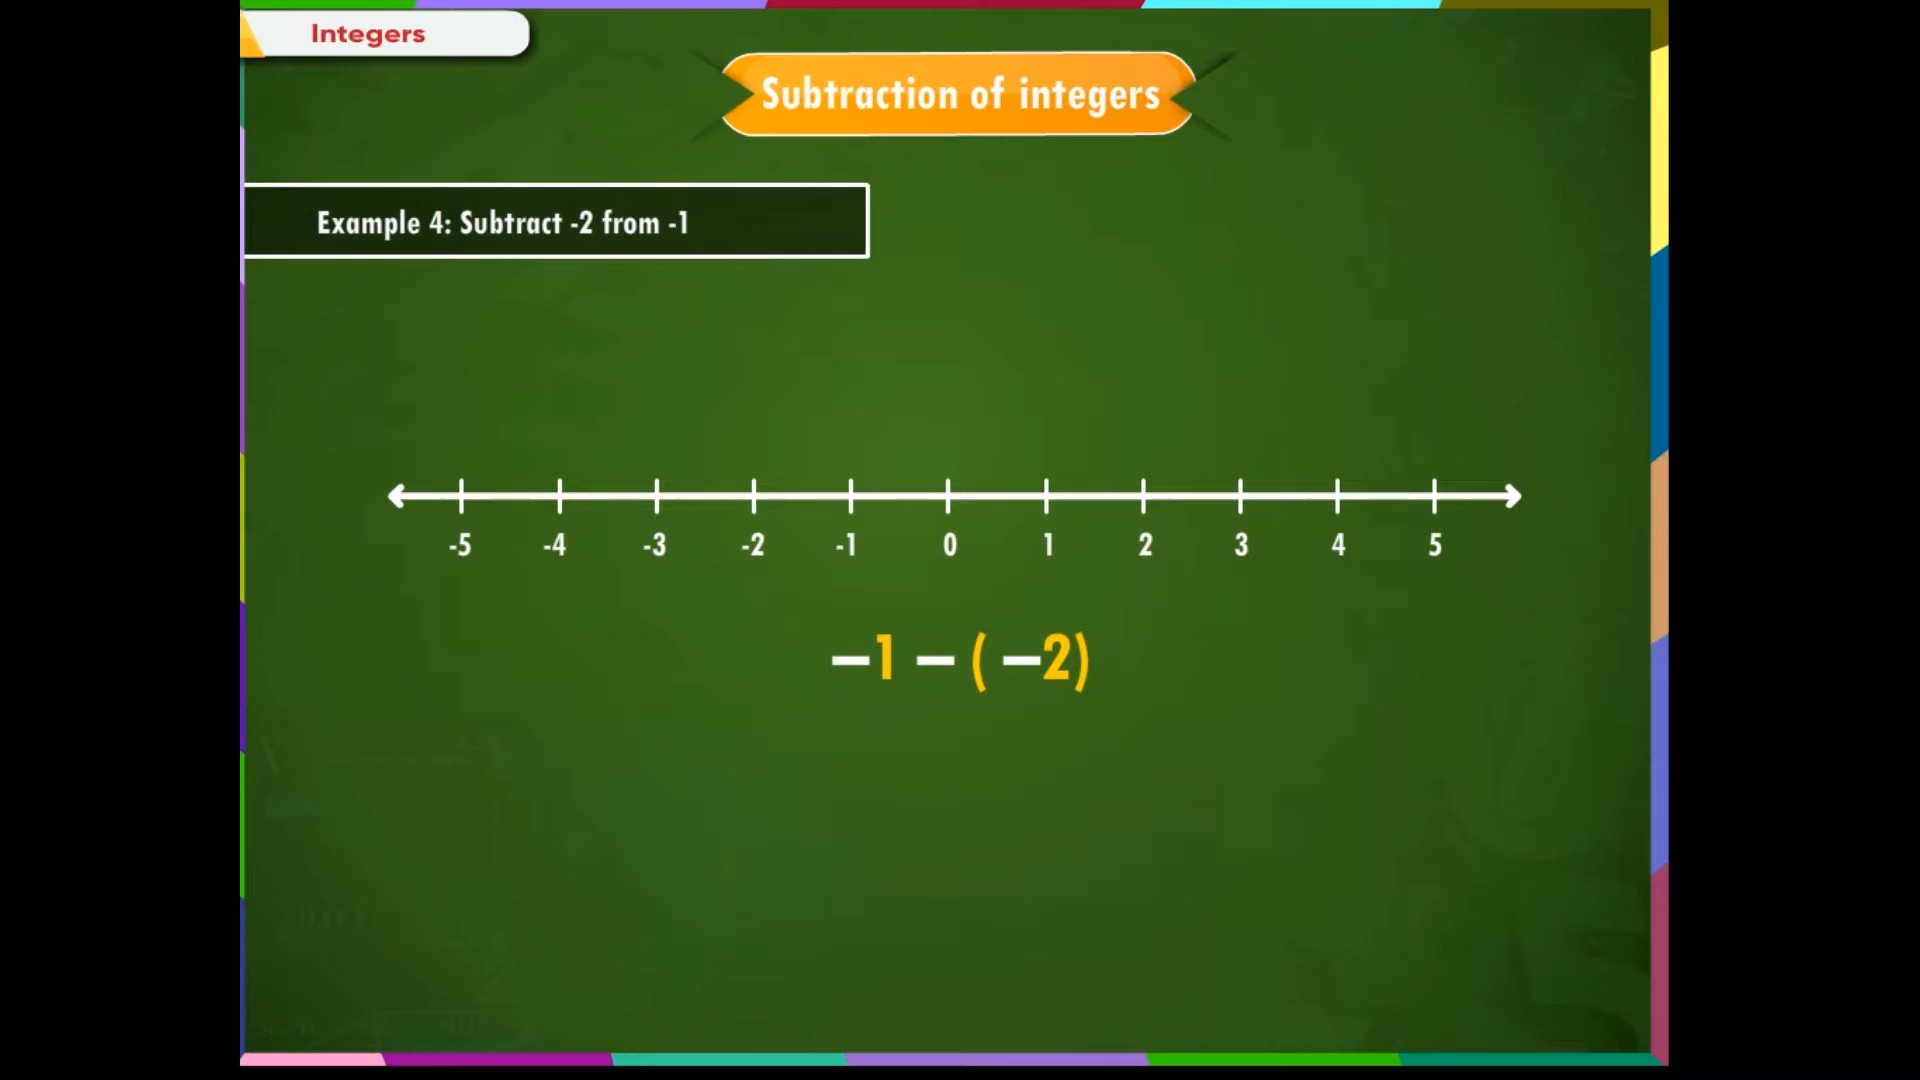 Integers
Subtraction of integers
Example 4: Subtract -2 from -1
-5 -4 -3 -2 -1 0 1 2 3 4 5
–1 – ( –2)